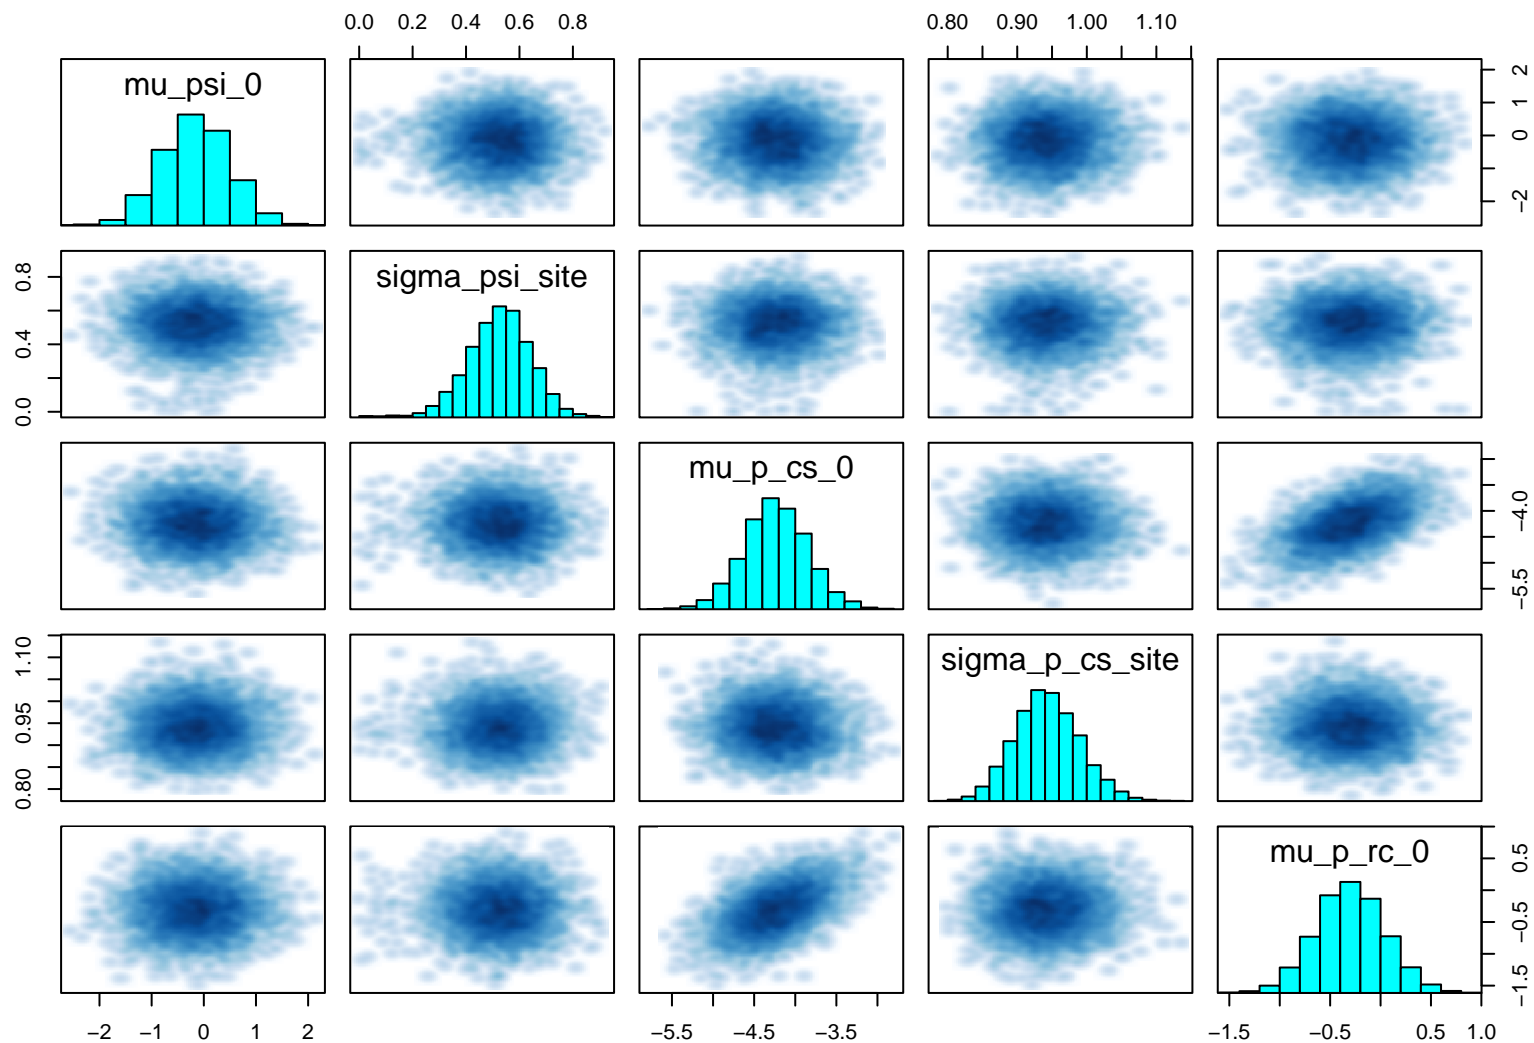 0.0 0.2 0.4 0.6 0.8 0.80 0.90 1.00 1.10
mu_psi_0
−2 0 1 2
0.0 0.4 0.8
sigma_psi_site
mu_p_cs_0
−5.5 −4.0
0.80 0.95 1.10
sigma_p_cs_site
mu_p_rc_0
−1.5 −0.5 0.5
−2 −1 0 1 2 −5.5 −4.5 −3.5 −1.5 −0.5 0.5 1.0